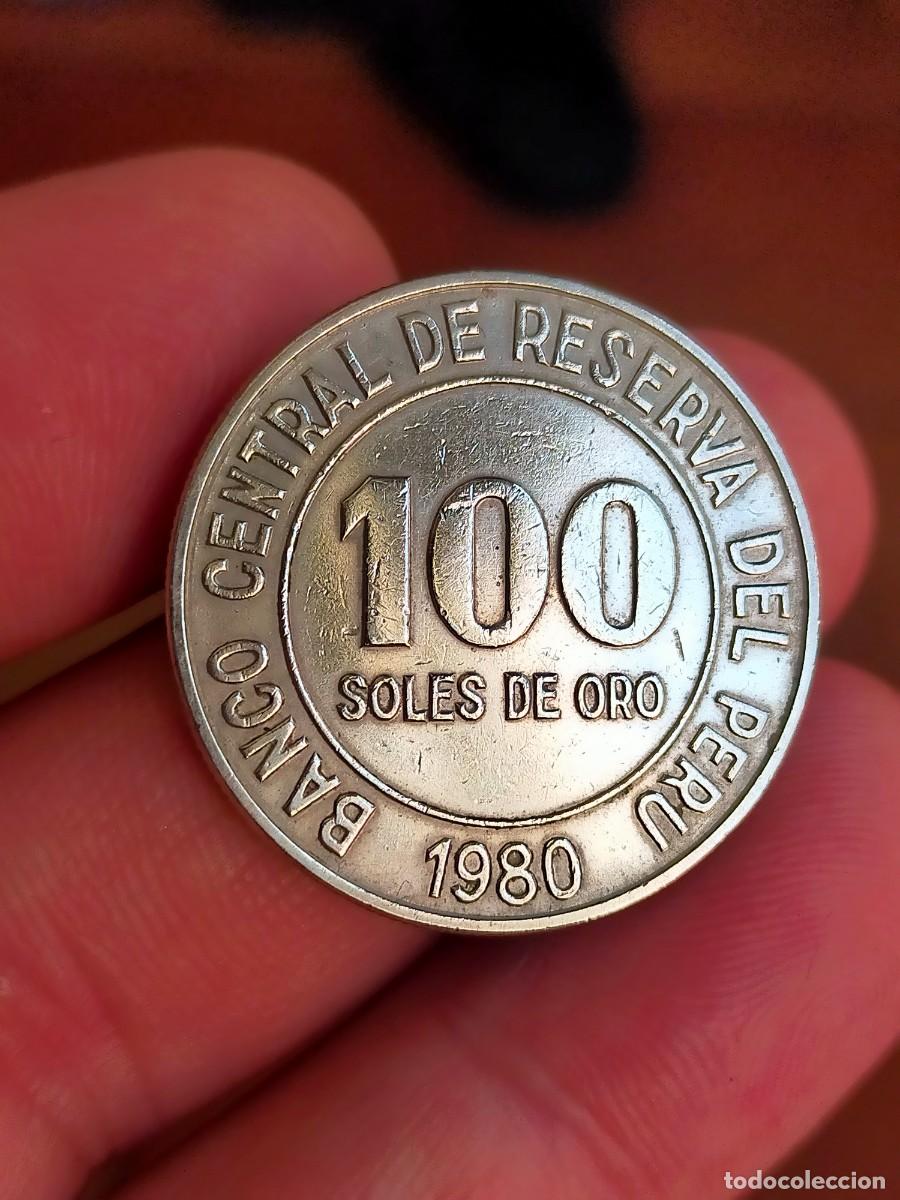 BANCO CENTRAL DE RESERVA DEL PERU
100
SOLES DE ORO
1980
todocoleccion